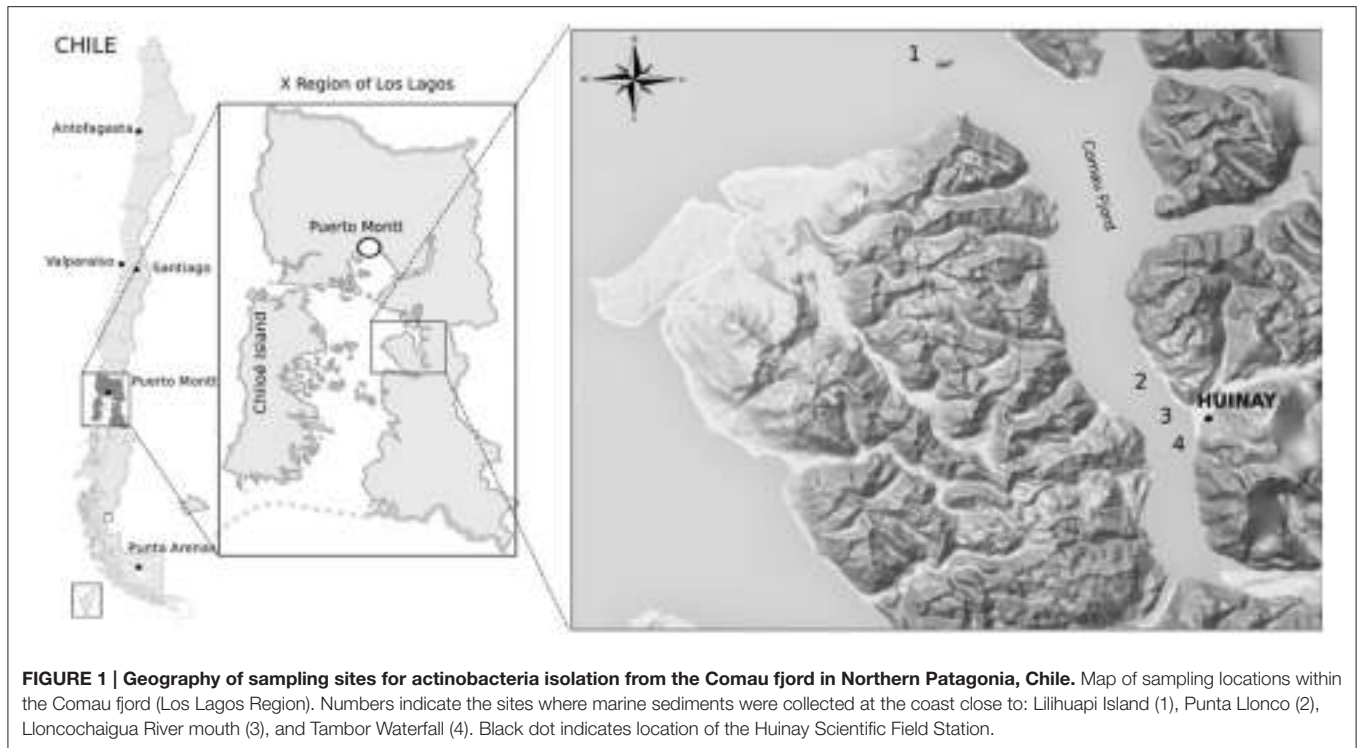 CHILE
Antofagasta
Valparaíso
Santiago
Puerto Montt
Punta Arenas
X Region of Los Lagos
Puerto Montt
Chiloé Island
1
Comau Fjord
2
3
4
HUINAY
FIGURE 1 | Geography of sampling sites for actinobacteria isolation from the Comau fjord in Northern Patagonia, Chile. Map of sampling locations within
the Comau fjord (Los Lagos Region). Numbers indicate the sites where marine sediments were collected at the coast close to: Lilihuapi Island (1), Punta Llonco (2),
Lloncochaigua River mouth (3), and Tambor Waterfall (4). Black dot indicates location of the Huinay Scientific Field Station.